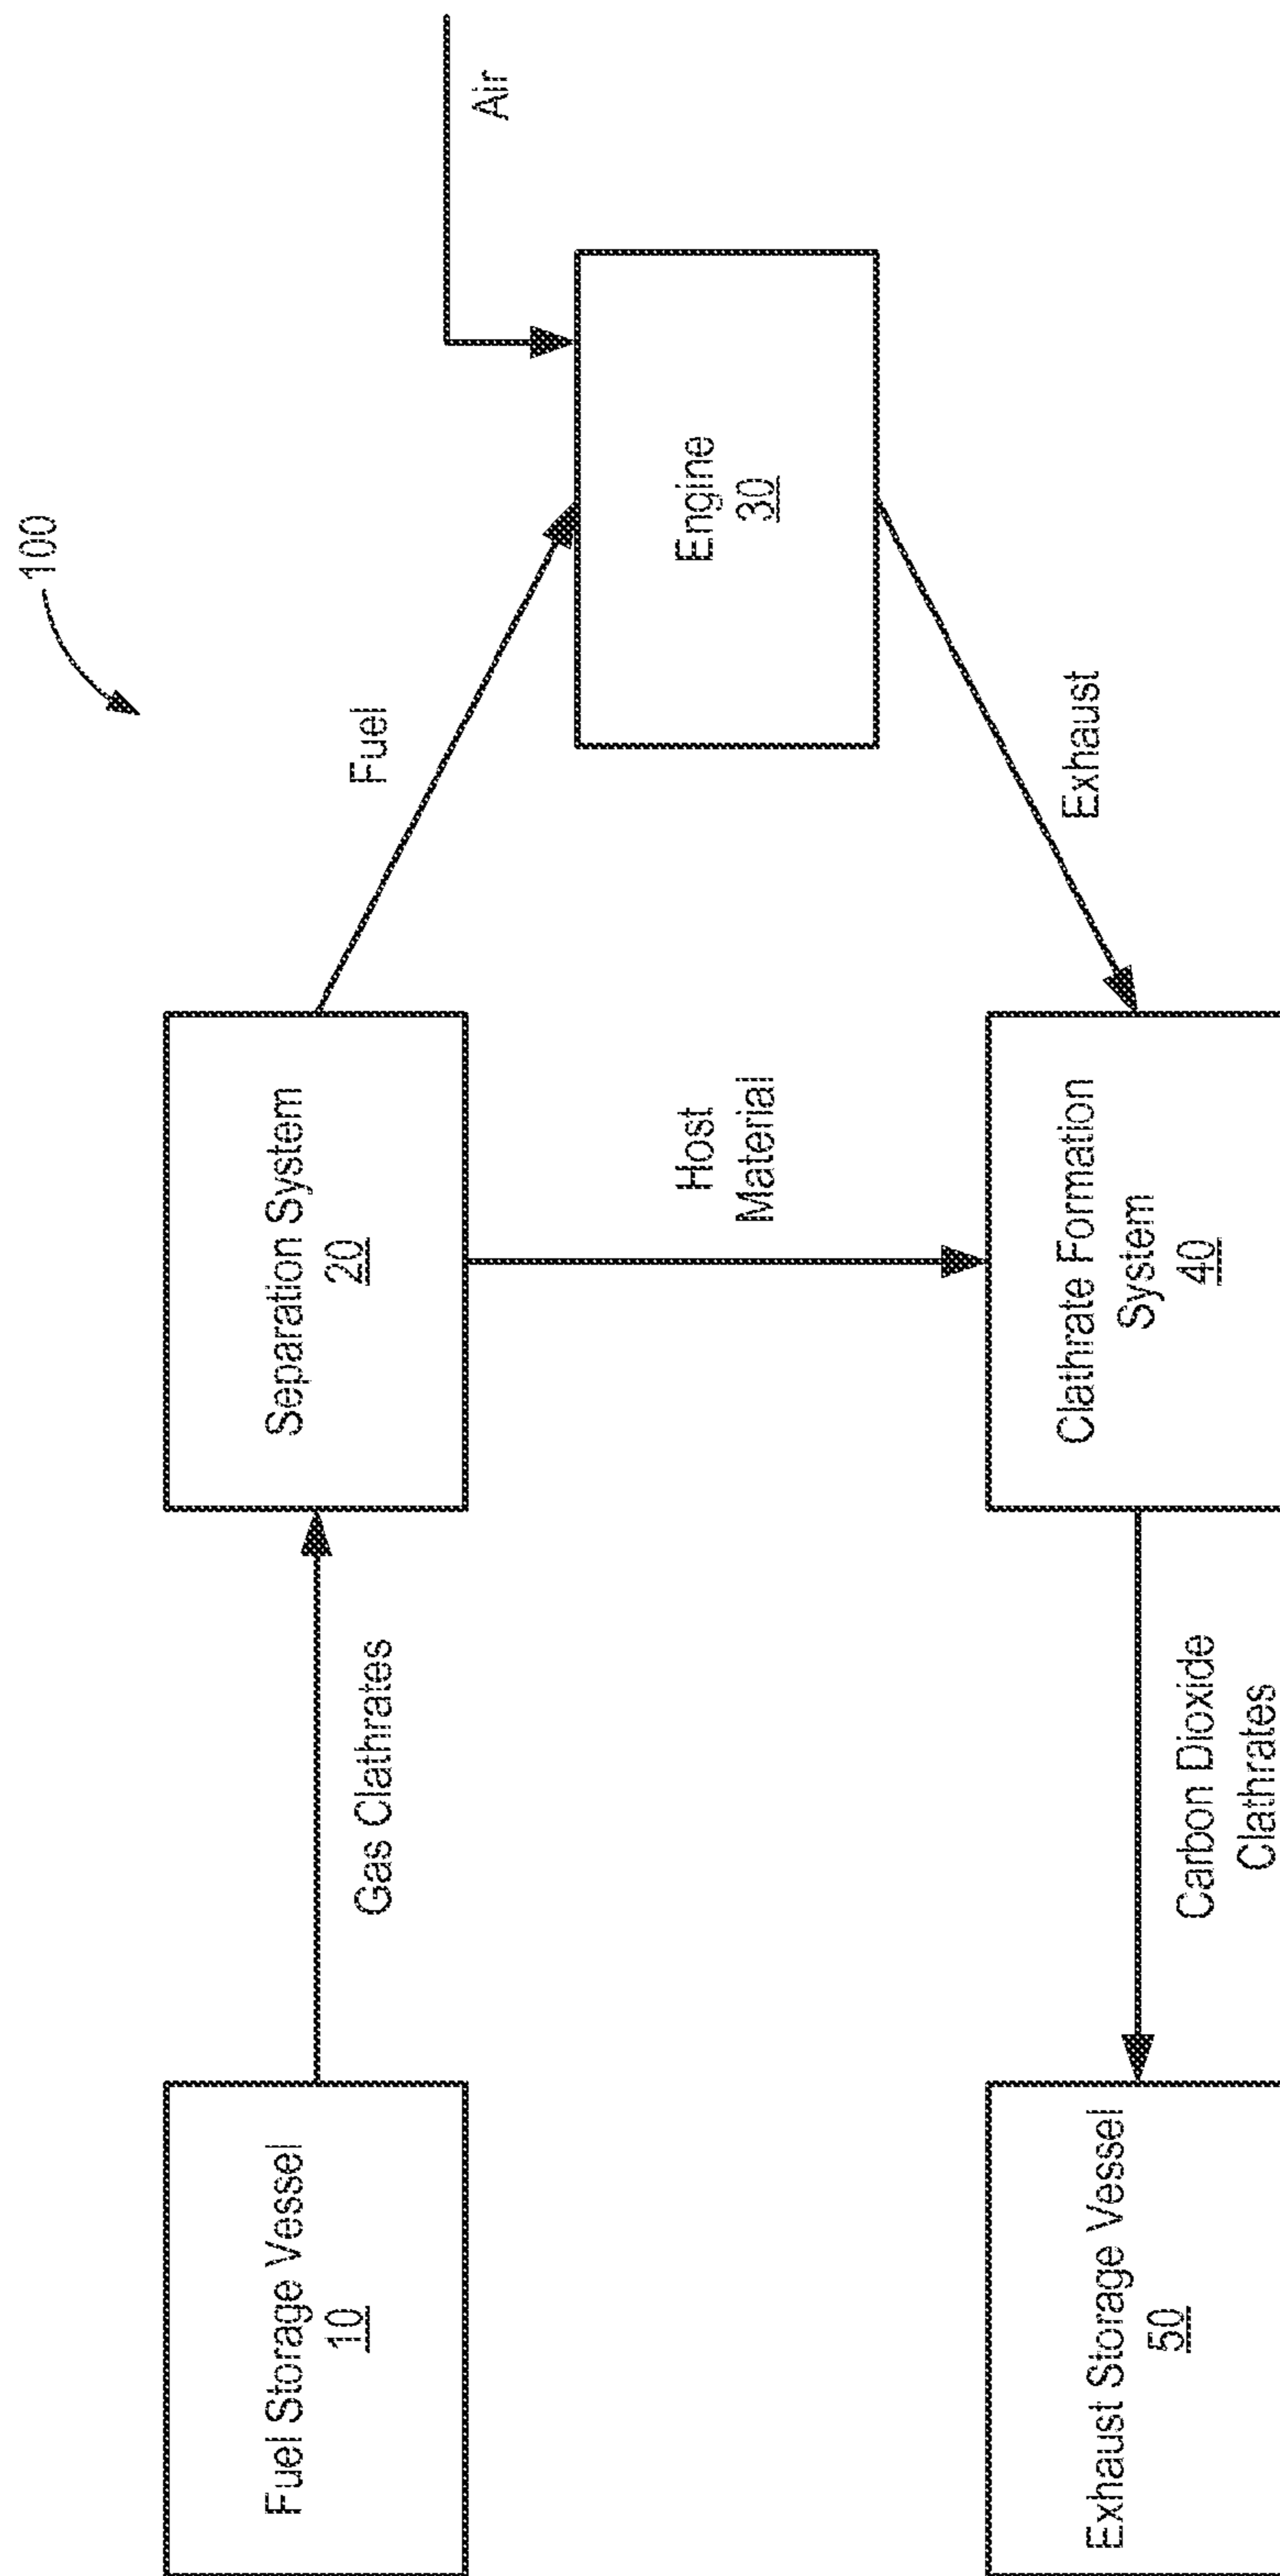 100
Fuel Storage Vessel
10
Gas Clathrates
Separation System
20
Fuel
Air
Host
Material
Engine
30
Exhaust
Exhaust Storage Vessel
50
Carbon Dioxide
Clathrates
Clathrate Formation
System
40